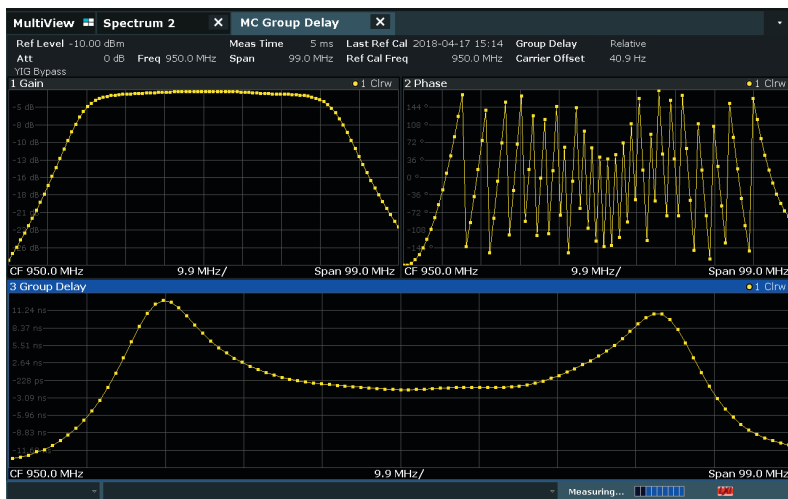 MultiView Spectrum 2 X MC Group Delay X
Ref Level -10.00 dBm Meas Time 5 ms Last Ref Cal 2018-04-17 15:14 Group Delay Relative
Att 0 dB Freq 950.0 MHz Span 99.0 MHz Ref Cal Freq 950.0 MHz Carrier Offset 40.9 Hz
YIG Bypass
1 Gain 1 Clrw
-5 dB
-8 dB
-10 dB
-13 dB
-16 dB
-18 dB
-21 dB
CF 950.0 MHz 9.9 MHz/ Span 99.0 MHz
2 Phase 1 Clrw
144 °
108 °
72 °
36 °
0 °
-36 °
-72 °
-108 °
CF 950.0 MHz 9.9 MHz/ Span 99.0 MHz
3 Group Delay 1 Clrw
11.24 ns
8.37 ns
5.51 ns
2.64 ns
-228 ps
-3.09 ns
-5.96 ns
-8.83 ns
CF 950.0 MHz 9.9 MHz/ Span 99.0 MHz
Measuring...